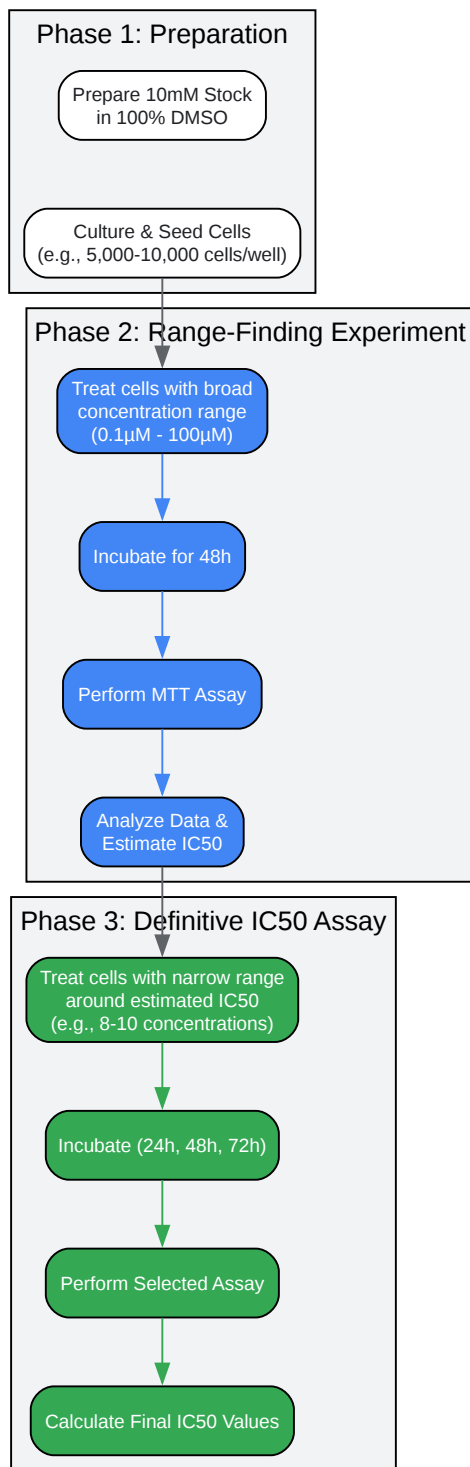 Phase 1: Preparation
Prepare 10mM Stock
in 100% DMSO
Culture & Seed Cells
(e.g., 5,000-10,000 cells/well)
Phase 2: Range-Finding Experiment
Treat cells with broad
concentration range
(0.1µM - 100µM)
Incubate for 48h
Perform MTT Assay
Analyze Data &
Estimate IC50
Phase 3: Definitive IC50 Assay
Treat cells with narrow range
around estimated IC50
(e.g., 8-10 concentrations)
Incubate (24h, 48h, 72h)
Perform Selected Assay
Calculate Final IC50 Values